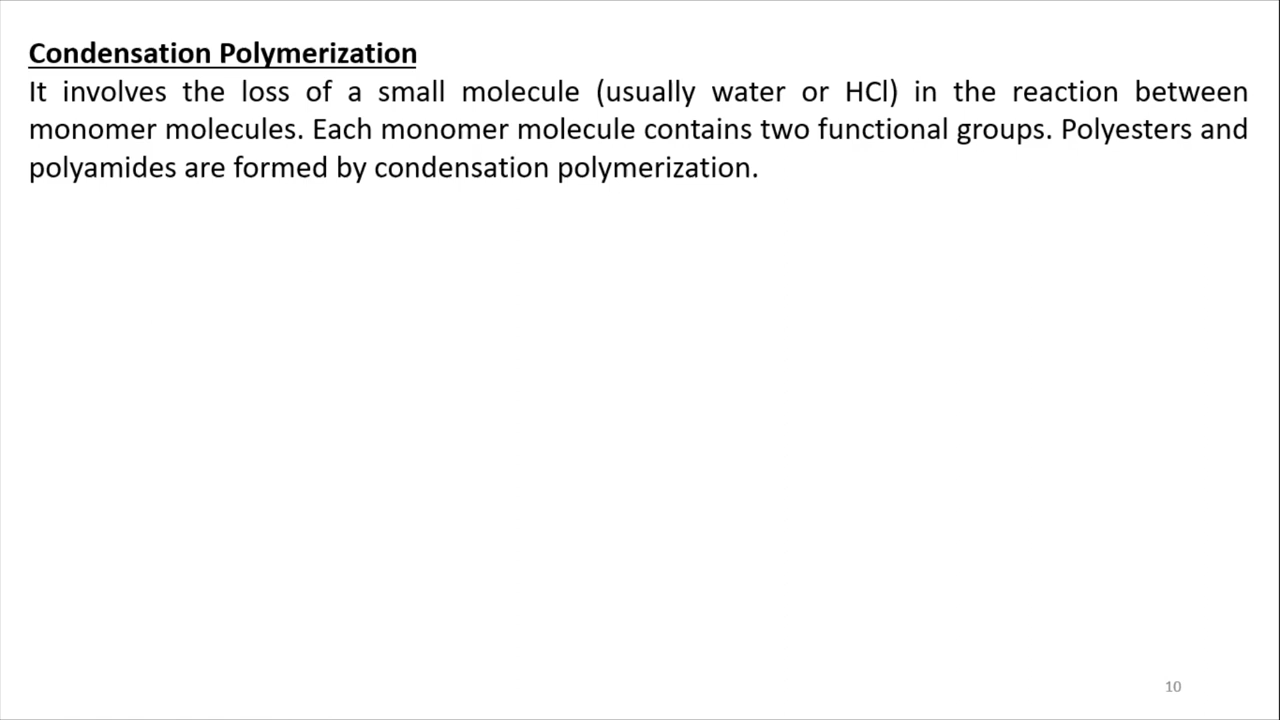 Condensation Polymerization
It involves the loss of a small molecule (usually water or HCl) in the reaction between
monomer molecules. Each monomer molecule contains two functional groups. Polyesters and
polyamides are formed by condensation polymerization.
10